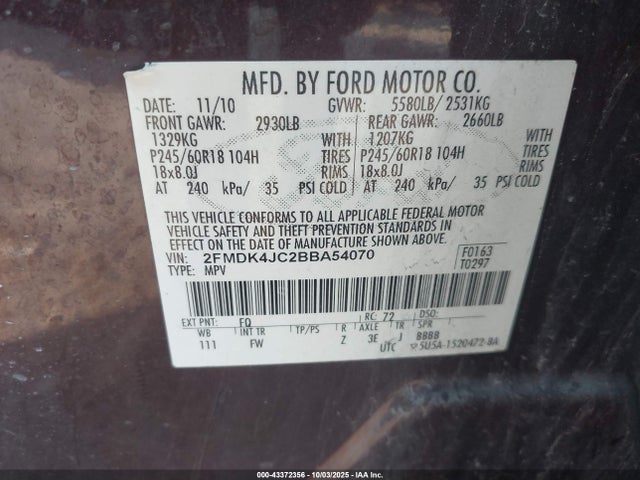 MFD. BY FORD MOTOR CO.
DATE: 11/10 GVWR: 5580LB/ 2531KG
FRONT GAWR: 2930LB REAR GAWR: 2660LB
1329KG WITH 1207KG WITH
P245/60R18 104H TIRES P245/60R18 104H TIRES
18x8.0J RIMS 18x8.0J RIMS
AT 240 kPa/ 35 PSI COLD AT 240 kPa/ 35 PSI COLD
THIS VEHICLE CONFORMS TO ALL APPLICABLE FEDERAL MOTOR
VEHICLE SAFETY AND THEFT PREVENTION STANDARDS IN
EFFECT ON THE DATE OF MANUFACTURE SHOWN ABOVE.
VIN: 2FMDK4JC2BBA54070 F0163
TYPE: MPV T0297
EXT PNT: FQ RC: 72 DSO:
WB INT TR TP/PS R AXLE TR SPR
111 FW Z 3E J 8888
UTC 5U5A-1520472-8A
000-43372356 | 10/03/2025 | IAA Inc.